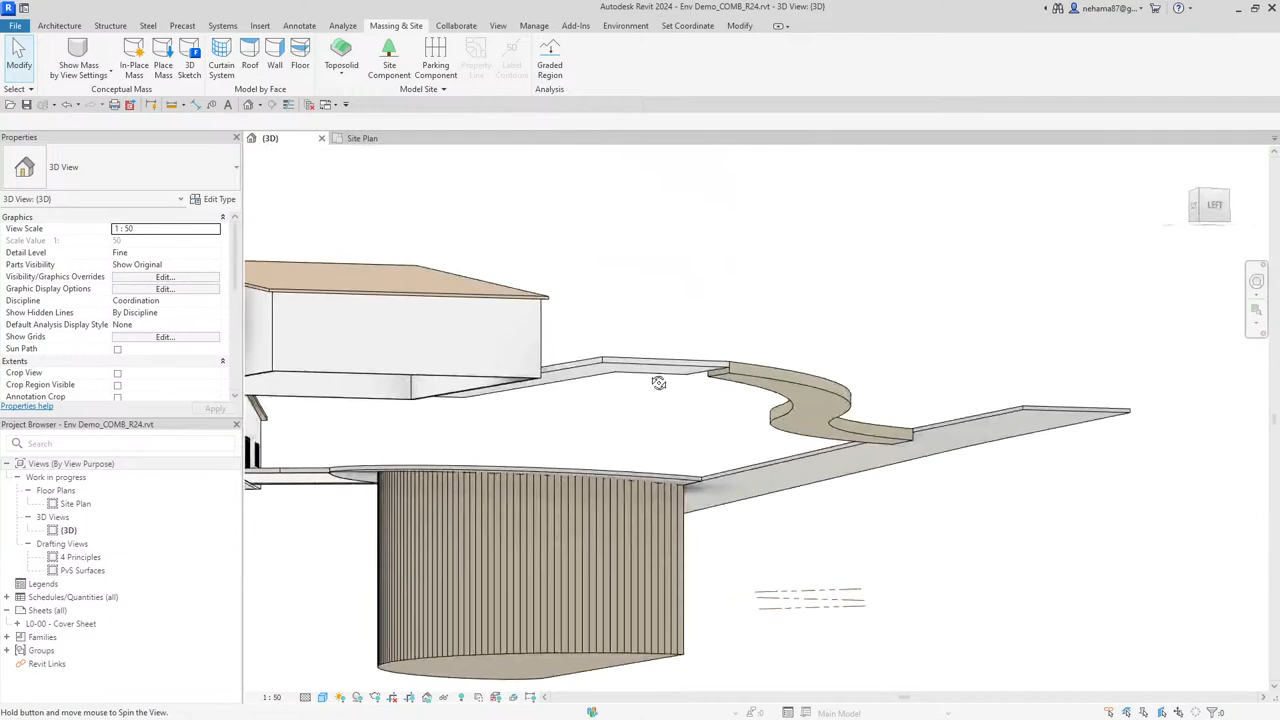 Autodesk Revit 2024 - Env Demo_COMB_R24.rvt - 3D View: {3D}
nehama87@g...
File Architecture Structure Steel Precast Systems Insert Annotate Analyze Massing & Site Collaborate View Manage Add-Ins Environment Set Coordinate Modify
Modify
Show Mass by View Settings
In-Place Mass
Place Mass
3D Sketch
Curtain System
Roof
Wall
Floor
Toposolid
Site Component
Parking Component
Property Line
Label Contours
Graded Region
Select
Conceptual Mass
Model by Face
Model Site
Analysis
Properties
{3D}
Site Plan
3D View
3D View: {3D}
Edit Type
Graphics
View Scale 1 : 50
Scale Value 1: 50
Detail Level Fine
Parts Visibility Show Original
Visibility/Graphics Overrides Edit...
Graphic Display Options Edit...
Discipline Coordination
Show Hidden Lines By Discipline
Default Analysis Display Style None
Show Grids Edit...
Sun Path
Extents
Crop View
Crop Region Visible
Annotation Crop
Properties help
Apply
Project Browser - Env Demo_COMB_R24.rvt
Search
Views (By View Purpose)
Work in progress
Floor Plans
Site Plan
3D Views
{3D}
Drafting Views
4 Principles
PvS Surfaces
Legends
Schedules/Quantities (all)
Sheets (all)
L0-00 - Cover Sheet
Families
Groups
Revit Links
LEFT
1 : 50
Hold button and move mouse to Spin the View.
:0
Main Model
:0